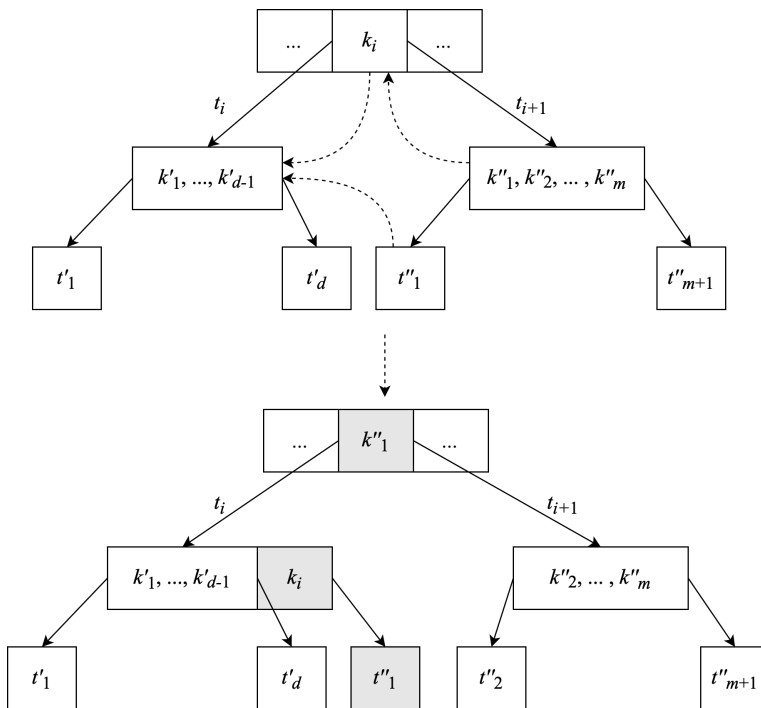 ... k_i ...
t_i t_{i+1}
k'_1, ..., k'_{d-1} k''_1, k''_2, ... , k''_m
t'_1 t'_d t''_1 t''_{m+1}
... k''_1 ...
t_i t_{i+1}
k'_1, ..., k'_{d-1} k_i k''_2, ... , k''_m
t'_1 t'_d t''_1 t''_2 t''_{m+1}